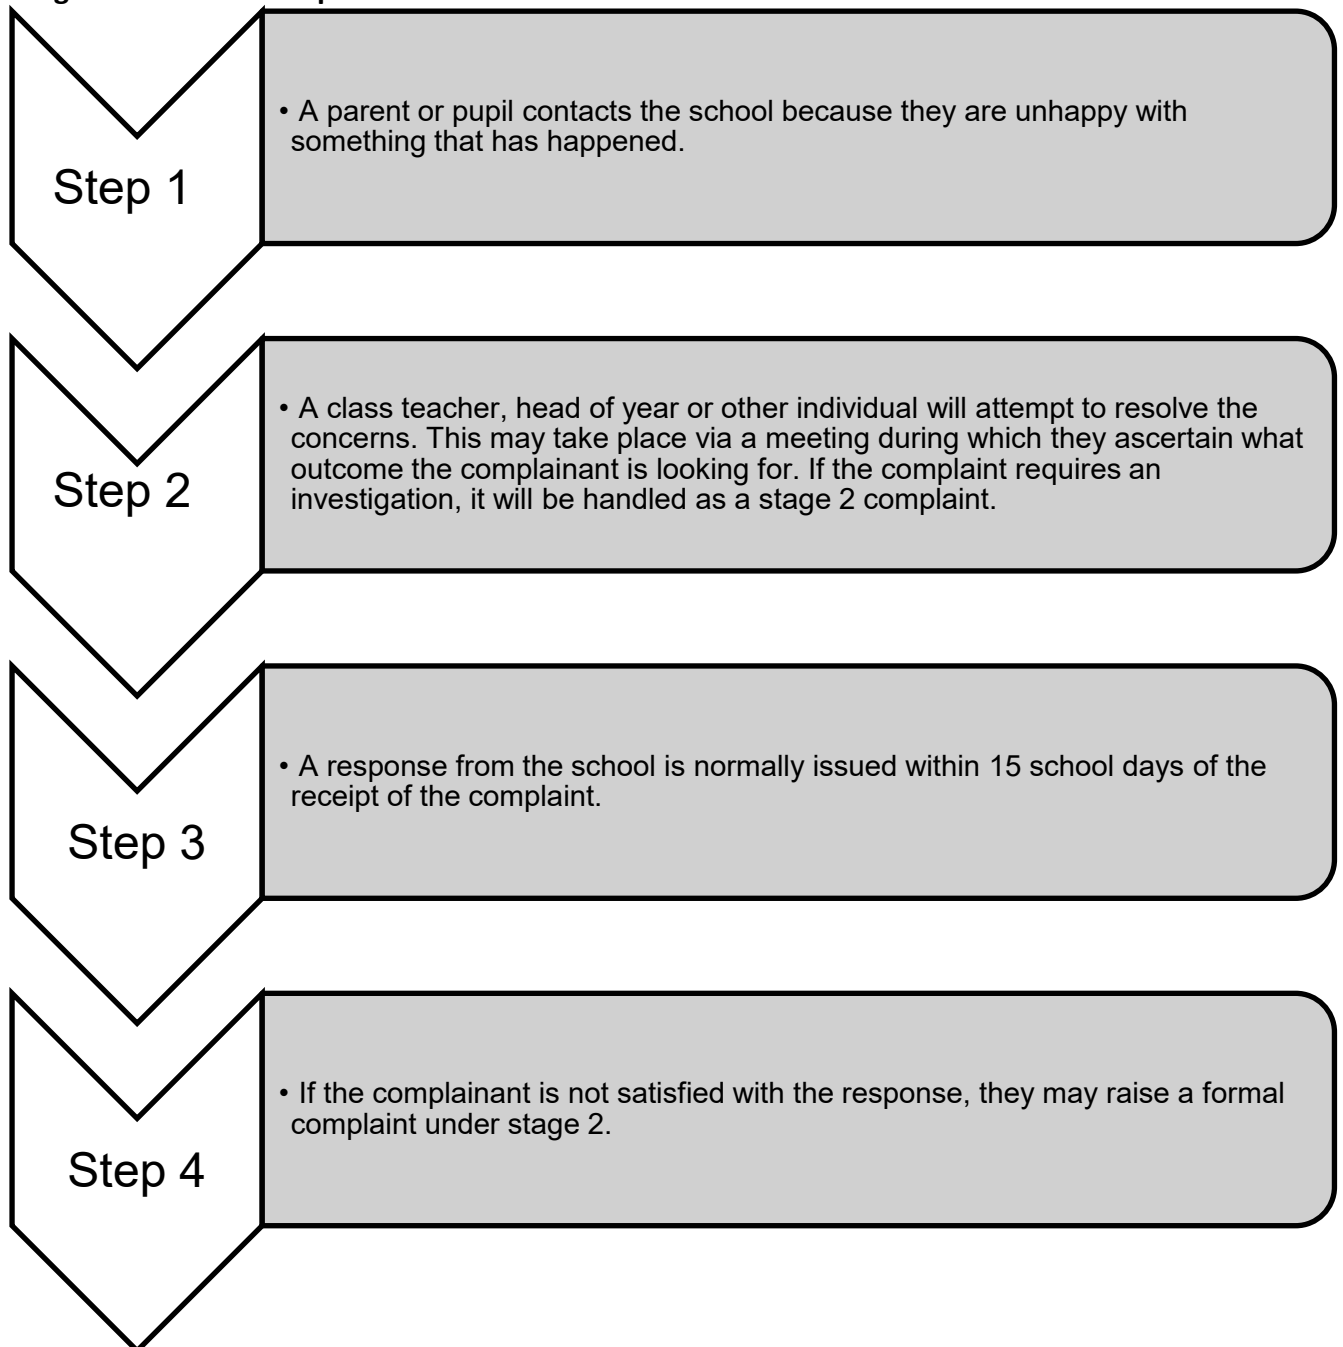 Step 1
• A parent or pupil contacts the school because they are unhappy with
something that has happened.
Step 2
• A class teacher, head of year or other individual will attempt to resolve the
concerns. This may take place via a meeting during which they ascertain what
outcome the complainant is looking for. If the complaint requires an
investigation, it will be handled as a stage 2 complaint.
Step 3
• A response from the school is normally issued within 15 school days of the
receipt of the complaint.
Step 4
• If the complainant is not satisfied with the response, they may raise a formal
complaint under stage 2.